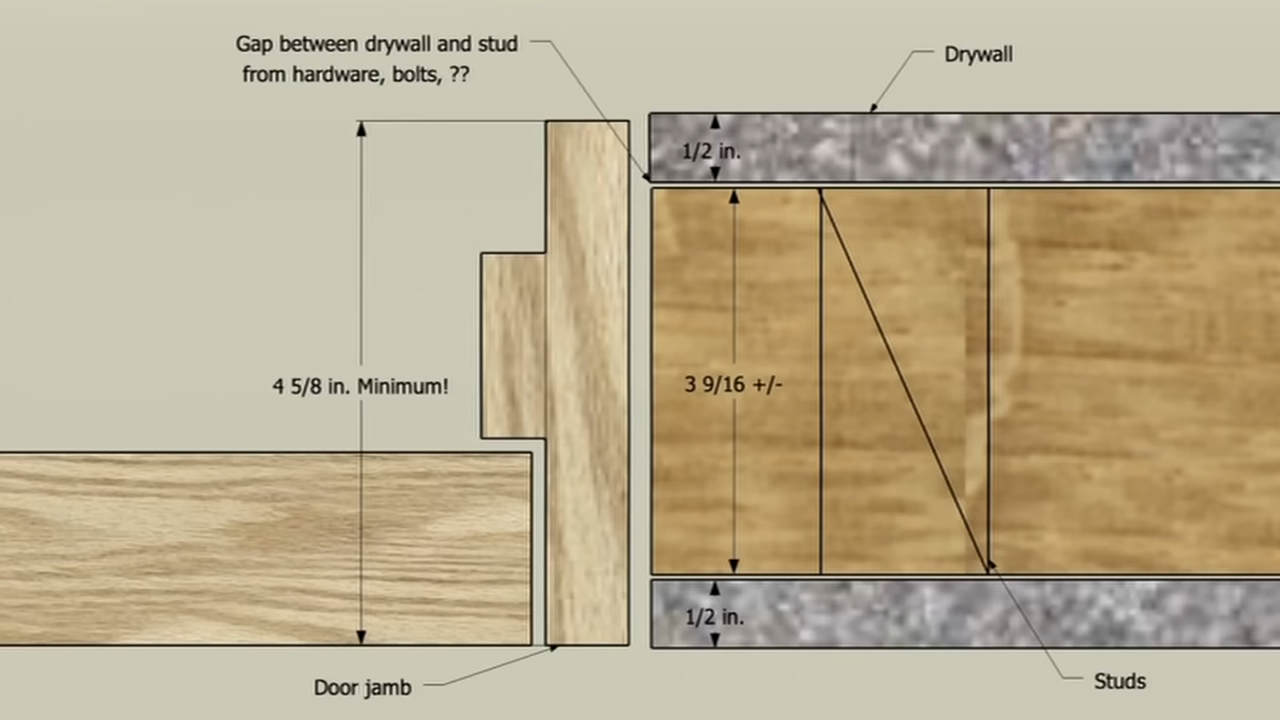 Gap between drywall and stud
from hardware, bolts, ??
Drywall
1/2 in.
4 5/8 in. Minimum!
3 9/16 +/-
1/2 in.
Door jamb
Studs